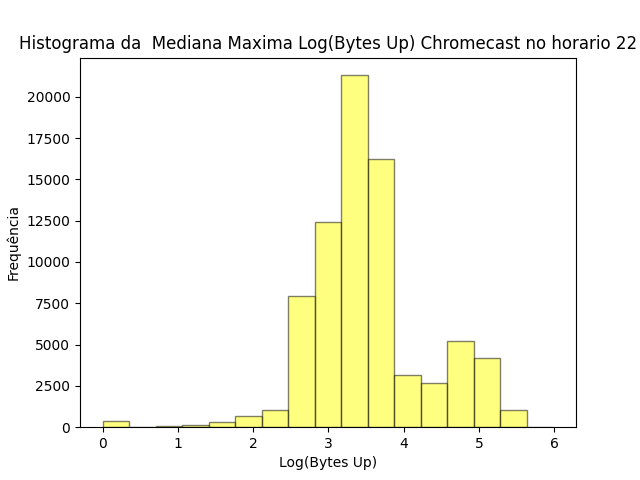 Histograma da  Mediana Maxima Log(Bytes Up) Chromecast no horario 22
20000
17500
15000
12500
10000
7500
5000
2500
0
Frequência
0 1 2 3 4 5 6
Log(Bytes Up)